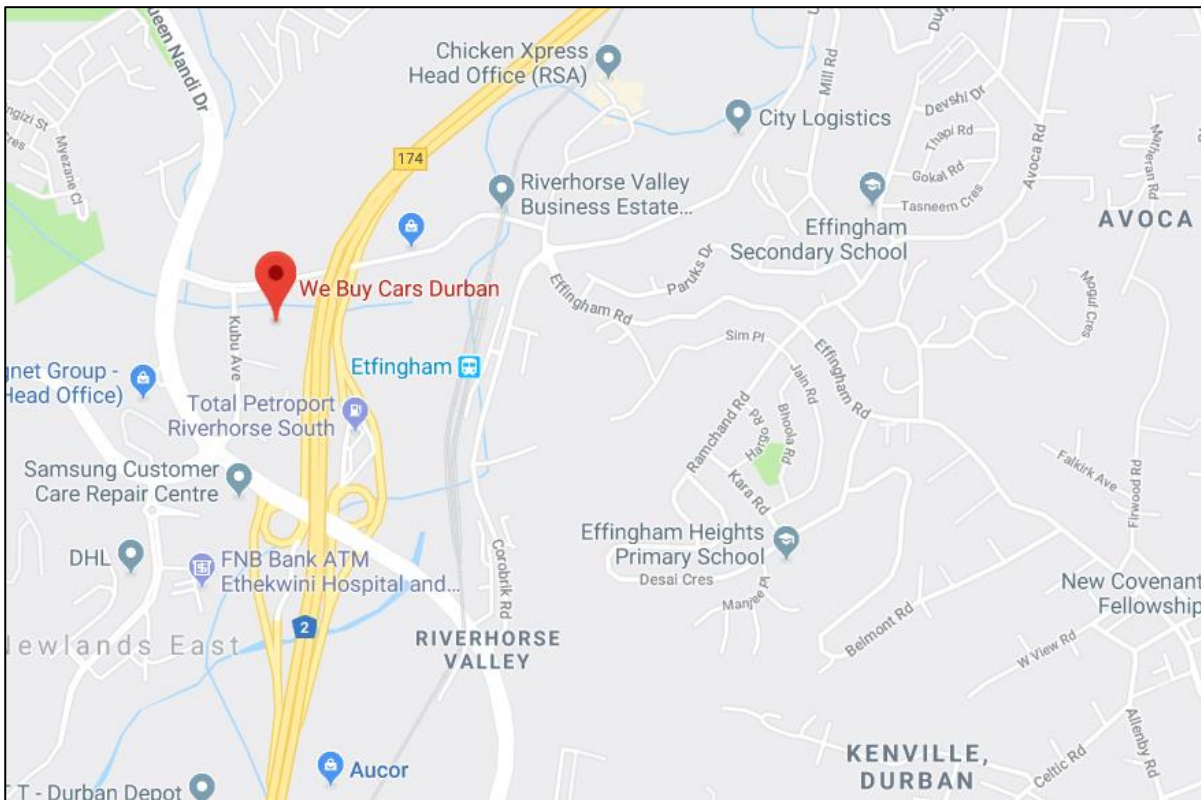 ueen Nandi Dr
ngizi St
Cres
Myezane Cl
Chicken Xpress
Head Office (RSA)
174
City Logistics
Mill Rd
Devshi Dr
Thapi Rd
Gokal Rd
Tasneem Cres
Avoca Rd
Matheran Rd
AVOCA
Riverhorse Valley
Business Estate...
Effingham
Secondary School
Paruks Dr
Effingham Rd
We Buy Cars Durban
Kubu Ave
Mogul Cres
Sim Pl
Effingham Rd
Jain Rd
Etfingham
gnet Group -
Head Office)
Total Petroport
Riverhorse South
Ramchand Rd
Hargo Rd
Bhoola Rd
Kara Rd
Falkirk Ave
Firwood Rd
Samsung Customer
Care Repair Centre
Effingham Heights
Primary School
Desai Cres
Manjee Pl
DHL
FNB Bank ATM
Ethekwini Hospital and...
Corobrik Rd
New Covenant
Fellowship
2
ewlands East
RIVERHORSE
VALLEY
Belmont Rd
W View Rd
Allenby Rd
KENVILLE,
DURBAN
Celtic Rd
Aucor
T - Durban Depot